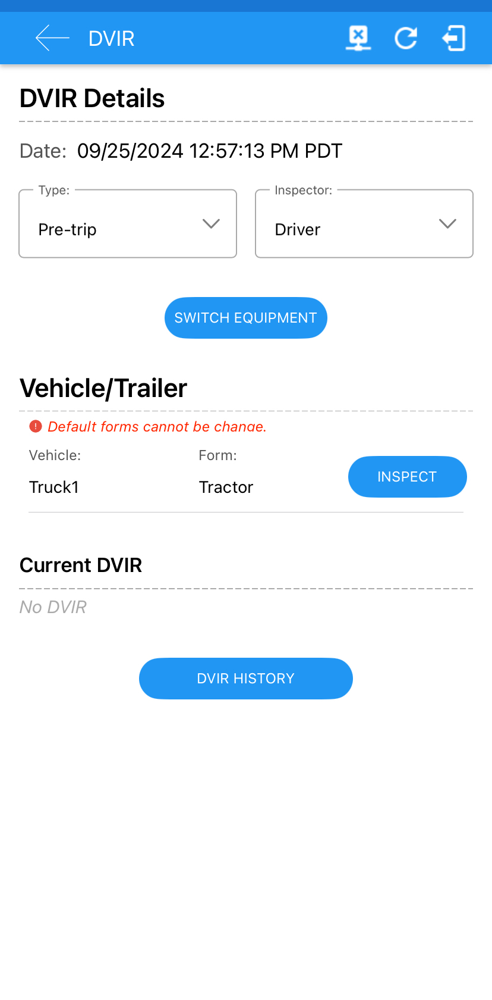 DVIR
DVIR Details
Date: 09/25/2024 12:57:13 PM PDT
Type: Inspector:
Pre-trip Driver
SWITCH EQUIPMENT
Vehicle/Trailer
Default forms cannot be change.
Vehicle: Form:
INSPECT
Truck1 Tractor
Current DVIR
No DVIR
DVIR HISTORY